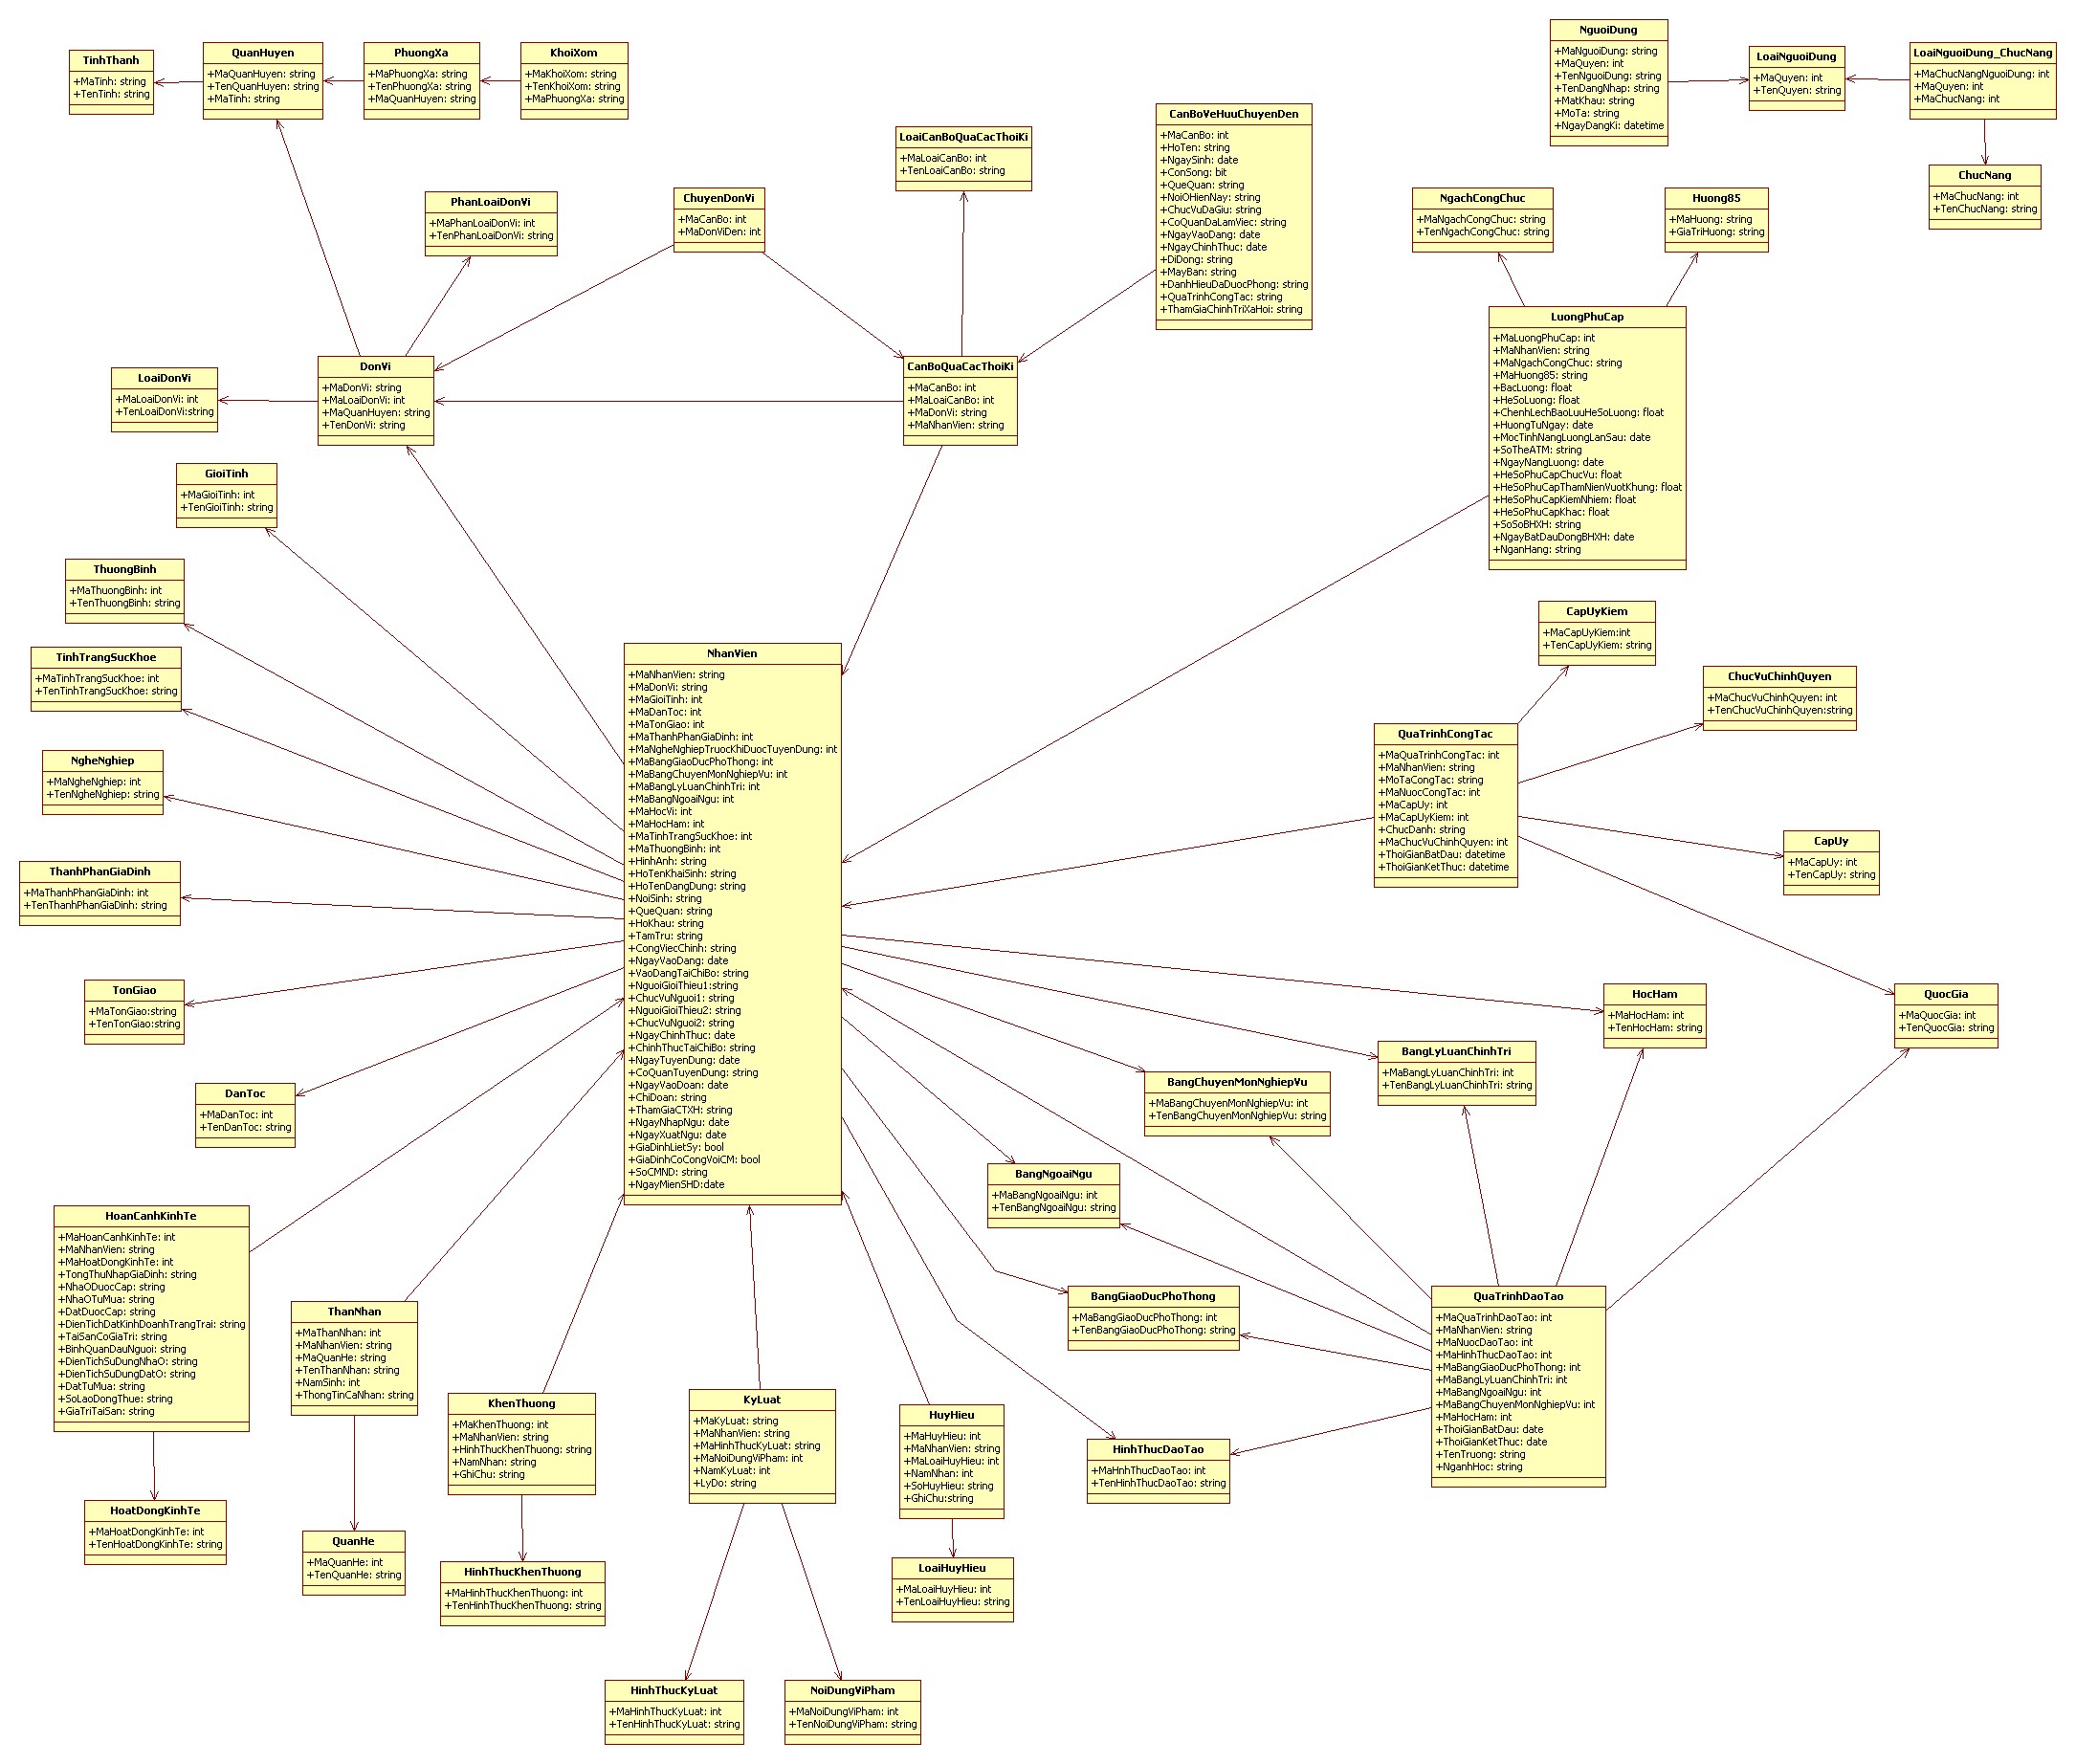 TinhThanh
+MaTinh: string
+TenTinh: string
QuanHuyen
+MaQuanHuyen: string
+TenQuanHuyen: string
+MaTinh: string
PhuongXa
+MaPhuongXa: string
+TenPhuongXa: string
+MaQuanHuyen: string
KhoiXom
+MaKhoiXom: string
+TenKhoiXom: string
+MaPhuongXa: string
NguoiDung
+MaNguoiDung: string
+MaQuyen: int
+TenNguoiDung: string
+TenDangNhap: string
+MatKhau: string
+MoTa: string
+NgayDangKi: datetime
LoaiNguoiDung
+MaQuyen: int
+TenQuyen: string
LoaiNguoiDung_ChucNang
+MaChucNangNguoiDung: int
+MaQuyen: int
+MaChucNang: int
ChucNang
+MaChucNang: int
+TenChucNang: string
CanBoVeHuuChuyenDen
+MaCanBo: int
+HoTen: string
+NgaySinh: date
+ConSong: bit
+QueQuan: string
+NoiOHienNay: string
+ChucVuDaGiu: string
+CoQuanDaLamViec: string
+NgayVaoDang: date
+NgayChinhThuc: date
+DiDong: string
+MayBan: string
+DanhHieuDaDuocPhong: string
+QuaTrinhCongTac: string
+ThamGiaChinhTriXaHoi: string
LoaiCanBoQuaCacThoiKi
+MaLoaiCanBo: int
+TenLoaiCanBo: string
PhanLoaiDonVi
+MaPhanLoaiDonVi: int
+TenPhanLoaiDonVi: string
ChuyenDonVi
+MaCanBo: int
+MaDonViDen: int
NgachCongChuc
+MaNgachCongChuc: string
+TenNgachCongChuc: string
Huong85
+MaHuong: string
+GiaTriHuong: string
LuongPhuCap
+MaLuongPhuCap: int
+MaNhanVien: string
+MaNgachCongChuc: string
+MaHuong85: string
+BacLuong: float
+HeSoLuong: float
+ChenhLechBaoLuuHeSoLuong: float
+HuongTuNgay: date
+MocTinhNangLuongLanSau: date
+SoTheATM: string
+NgayNangLuong: date
+HeSoPhuCapChucVu: float
+HeSoPhuCapThamNienVuotKhung: float
+HeSoPhuCapKiemNhiem: float
+HeSoPhuCapKhac: float
+SoSoBHXH: string
+NgayBatDauDongBHXH: date
+NganHang: string
LoaiDonVi
+MaLoaiDonVi: int
+TenLoaiDonVi:string
DonVi
+MaDonVi: string
+MaLoaiDonVi: int
+MaQuanHuyen: string
+TenDonVi: string
CanBoQuaCacThoiKi
+MaCanBo: int
+MaLoaiCanBo: int
+MaDonVi: string
+MaNhanVien: string
GioiTinh
+MaGioiTinh: int
+TenGioiTinh: string
ThuongBinh
+MaThuongBinh: int
+TenThuongBinh: string
TinhTrangSucKhoe
+MaTinhTrangSucKhoe: int
+TenTinhTrangSucKhoe: string
NgheNghiep
+MaNgheNghiep: int
+TenNgheNghiep: string
ThanhPhanGiaDinh
+MaThanhPhanGiaDinh: int
+TenThanhPhanGiaDinh: string
TonGiao
+MaTonGiao:string
+TenTonGiao:string
DanToc
+MaDanToc: int
+TenDanToc: string
NhanVien
+MaNhanVien: string
+MaDonVi: string
+MaGioiTinh: int
+MaDanToc: int
+MaTonGiao: int
+MaThanhPhanGiaDinh: int
+MaNgheNghiepTruocKhiDuocTuyenDung: int
+MaBangGiaoDucPhoThong: int
+MaBangChuyenMonNghiepVu: int
+MaBangLyLuanChinhTri: int
+MaBangNgoaiNgu: int
+MaHocVi: int
+MaHocHam: int
+MaTinhTrangSucKhoe: int
+MaThuongBinh: int
+HinhAnh: string
+HoTenKhaiSinh: string
+HoTenDangDung: string
+NoiSinh: string
+QueQuan: string
+HoKhau: string
+TamTru: string
+CongViecChinh: string
+NgayVaoDang: date
+VaoDangTaiChiBo: string
+NguoiGioiThieu1:string
+ChucVuNguoi1: string
+NguoiGioiThieu2: string
+ChucVuNguoi2: string
+NgayChinhThuc: date
+ChinhThucTaiChiBo: string
+NgayTuyenDung: date
+CoQuanTuyenDung: string
+NgayVaoDoan: date
+ChiDoan: string
+ThamGiaCTXH: string
+NgayNhapNgu: date
+NgayXuatNgu: date
+GiaDinhLietSy: bool
+GiaDinhCoCongVoiCM: bool
+SoCMND: string
+NgayMienSHD:date
CapUyKiem
+MaCapUyKiem:int
+TenCapUyKiem: string
ChucVuChinhQuyen
+MaChucVuChinhQuyen: int
+TenChucVuChinhQuyen:string
QuaTrinhCongTac
+MaQuaTrinhCongTac: int
+MaNhanVien: string
+MoTaCongTac: string
+MaNuocCongTac: int
+MaCapUy: int
+MaCapUyKiem: int
+ChucDanh: string
+MaChucVuChinhQuyen: int
+ThoiGianBatDau: datetime
+ThoiGianKetThuc: datetime
CapUy
+MaCapUy: int
+TenCapUy: string
HocHam
+MaHocHam: int
+TenHocHam: string
QuocGia
+MaQuocGia: int
+TenQuocGia: string
BangLyLuanChinhTri
+MaBangLyLuanChinhTri: int
+TenBangLyLuanChinhTri: string
BangChuyenMonNghiepVu
+MaBangChuyenMonNghiepVu: int
+TenBangChuyenMonNghiepVu: string
BangNgoaiNgu
+MaBangNgoaiNgu: int
+TenBangNgoaiNgu: string
BangGiaoDucPhoThong
+MaBangGiaoDucPhoThong: int
+TenBangGiaoDucPhoThong: string
QuaTrinhDaoTao
+MaQuaTrinhDaoTao: int
+MaNhanVien: string
+MaNuocDaoTao: int
+MaHinhThucDaoTao: int
+MaBangGiaoDucPhoThong: int
+MaBangLyLuanChinhTri: int
+MaBangNgoaiNgu: int
+MaBangChuyenMonNghiepVu: int
+MaHocHam: int
+ThoiGianBatDau: date
+ThoiGianKetThuc: date
+TenTruong: string
+NganhHoc: string
HoanCanhKinhTe
+MaHoanCanhKinhTe: int
+MaNhanVien: string
+MaHoatDongKinhTe: int
+TongThuNhapGiaDinh: string
+NhaODuocCap: string
+NhaOTuMua: string
+DatDuocCap: string
+DienTichDatKinhDoanhTrangTrai: string
+TaiSanCoGiaTri: string
+BinhQuanDauNguoi: string
+DienTichSuDungNhaO: string
+DienTichSuDungDatO: string
+DatTuMua: string
+SoLaoDongThue: string
+GiaTriTaiSan: string
ThanNhan
+MaThanNhan: int
+MaNhanVien: string
+MaQuanHe: string
+TenThanNhan: string
+NamSinh: int
+ThongTinCaNhan: string
KhenThuong
+MaKhenThuong: int
+MaNhanVien: string
+HinhThucKhenThuong: string
+NamNhan: string
+GhiChu: string
KyLuat
+MaKyLuat: string
+MaNhanVien: string
+MaHinhThucKyLuat: string
+MaNoiDungViPham: int
+NamKyLuat: int
+LyDo: string
HuyHieu
+MaHuyHieu: int
+MaNhanVien: string
+MaLoaiHuyHieu: int
+NamNhan: int
+SoHuyHieu: string
+GhiChu:string
HinhThucDaoTao
+MaHnhThucDaoTao: int
+TenHinhThucDaoTao: string
HoatDongKinhTe
+MaHoatDongKinhTe: int
+TenHoatDongKinhTe: string
QuanHe
+MaQuanHe: int
+TenQuanHe: string
HinhThucKhenThuong
+MaHinhThucKhenThuong: int
+TenHinhThucKhenThuong: string
LoaiHuyHieu
+MaLoaiHuyHieu: int
+TenLoaiHuyHieu: string
HinhThucKyLuat
+MaHinhThucKyLuat: int
+TenHinhThucKyLuat: string
NoiDungViPham
+MaNoiDungViPham: int
+TenNoiDungViPham: string